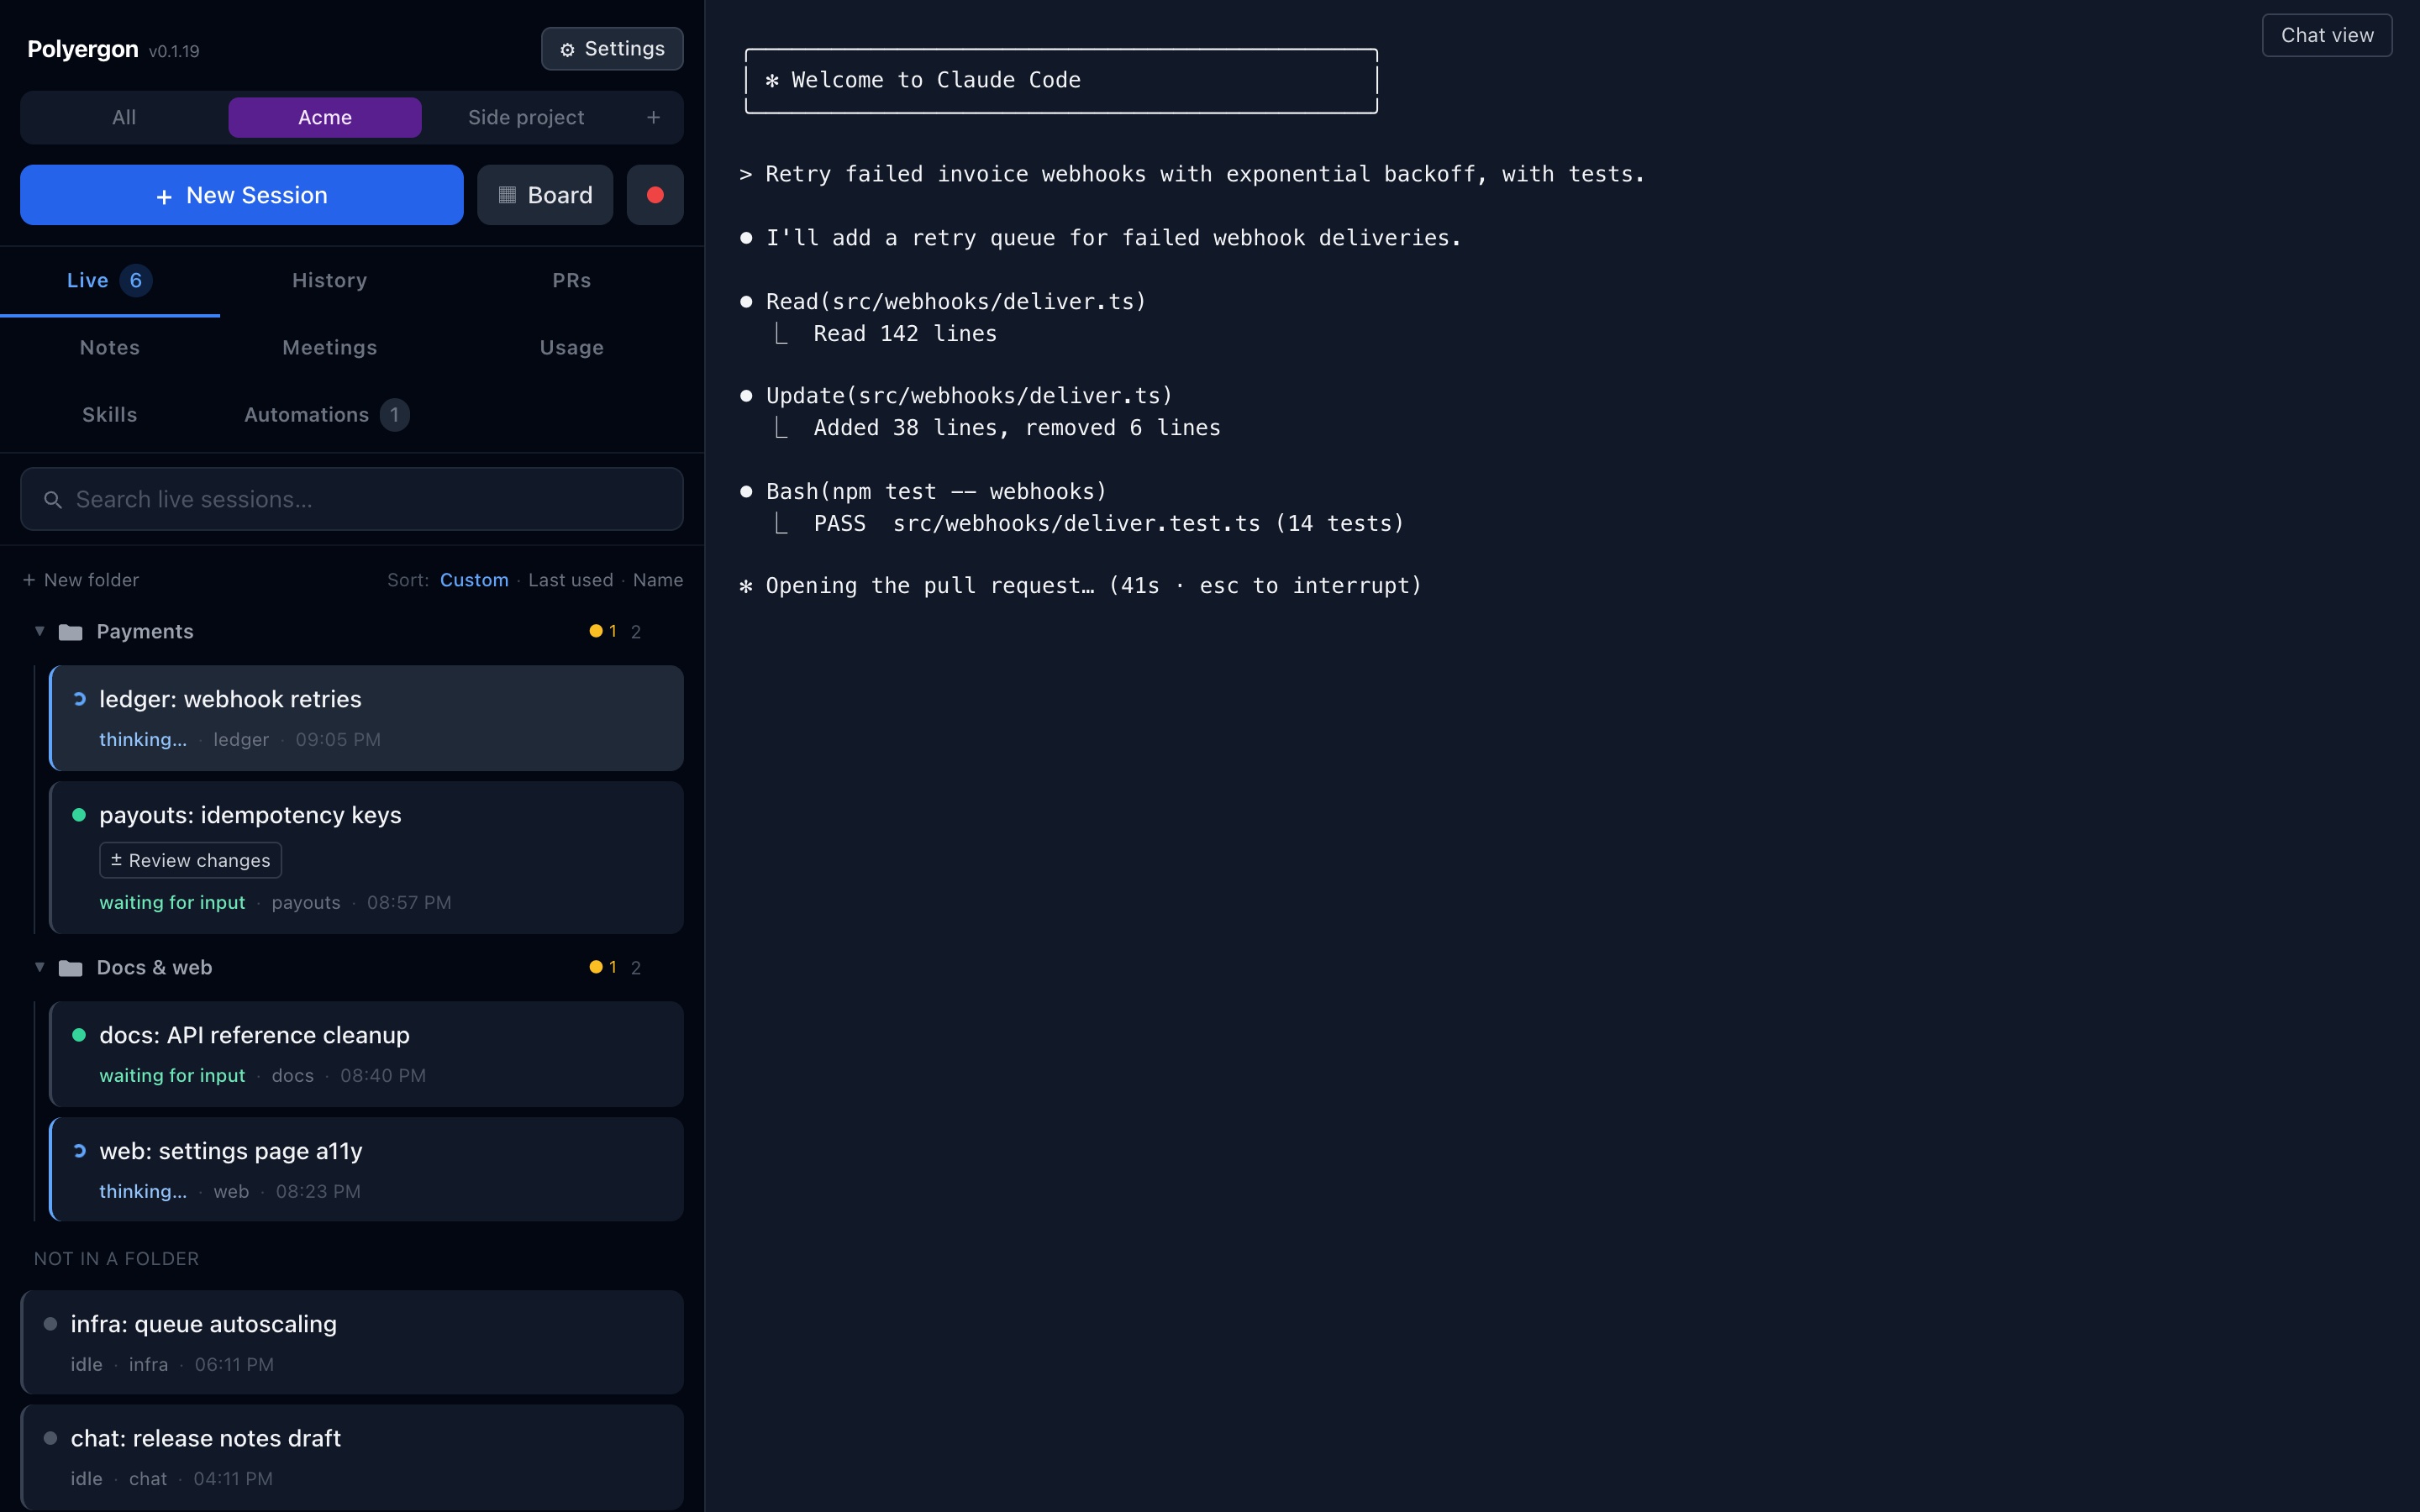 Polyergon v0.1.19
⚙ Settings
All Acme Side project +
+ New Session
Board
Live 6 History PRs
Notes Meetings Usage
Skills Automations 1
Search live sessions...
+ New folder
Sort: Custom · Last used · Name
▼ Payments 1 2
ledger: webhook retries
thinking... · ledger · 09:05 PM
payouts: idempotency keys
± Review changes
waiting for input · payouts · 08:57 PM
▼ Docs & web 1 2
docs: API reference cleanup
waiting for input · docs · 08:40 PM
web: settings page a11y
thinking... · web · 08:23 PM
NOT IN A FOLDER
infra: queue autoscaling
idle · infra · 06:11 PM
chat: release notes draft
idle · chat · 04:11 PM
Chat view
✻ Welcome to Claude Code
> Retry failed invoice webhooks with exponential backoff, with tests.
● I'll add a retry queue for failed webhook deliveries.
● Read(src/webhooks/deliver.ts)
⎿ Read 142 lines
● Update(src/webhooks/deliver.ts)
⎿ Added 38 lines, removed 6 lines
● Bash(npm test -- webhooks)
⎿ PASS src/webhooks/deliver.test.ts (14 tests)
✻ Opening the pull request… (41s · esc to interrupt)